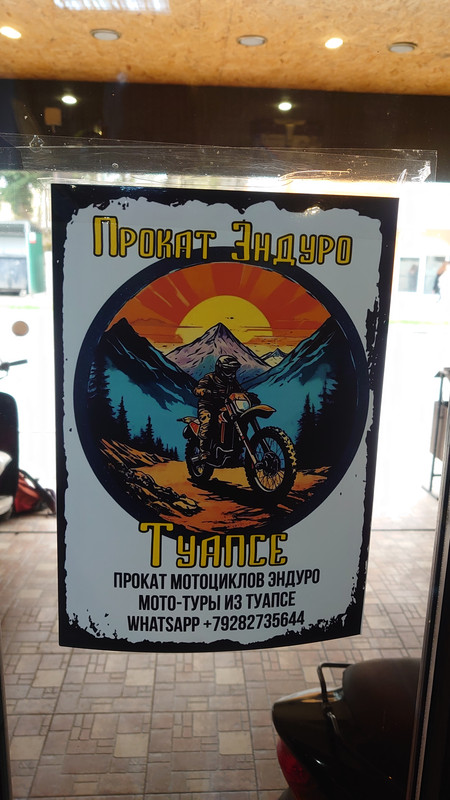 Прокат Эндуро
Туапсе
ПРОКАТ МОТОЦИКЛОВ ЭНДУРО
МОТО-ТУРЫ ИЗ ТУАПСЕ
WHATSAPP +79282735644